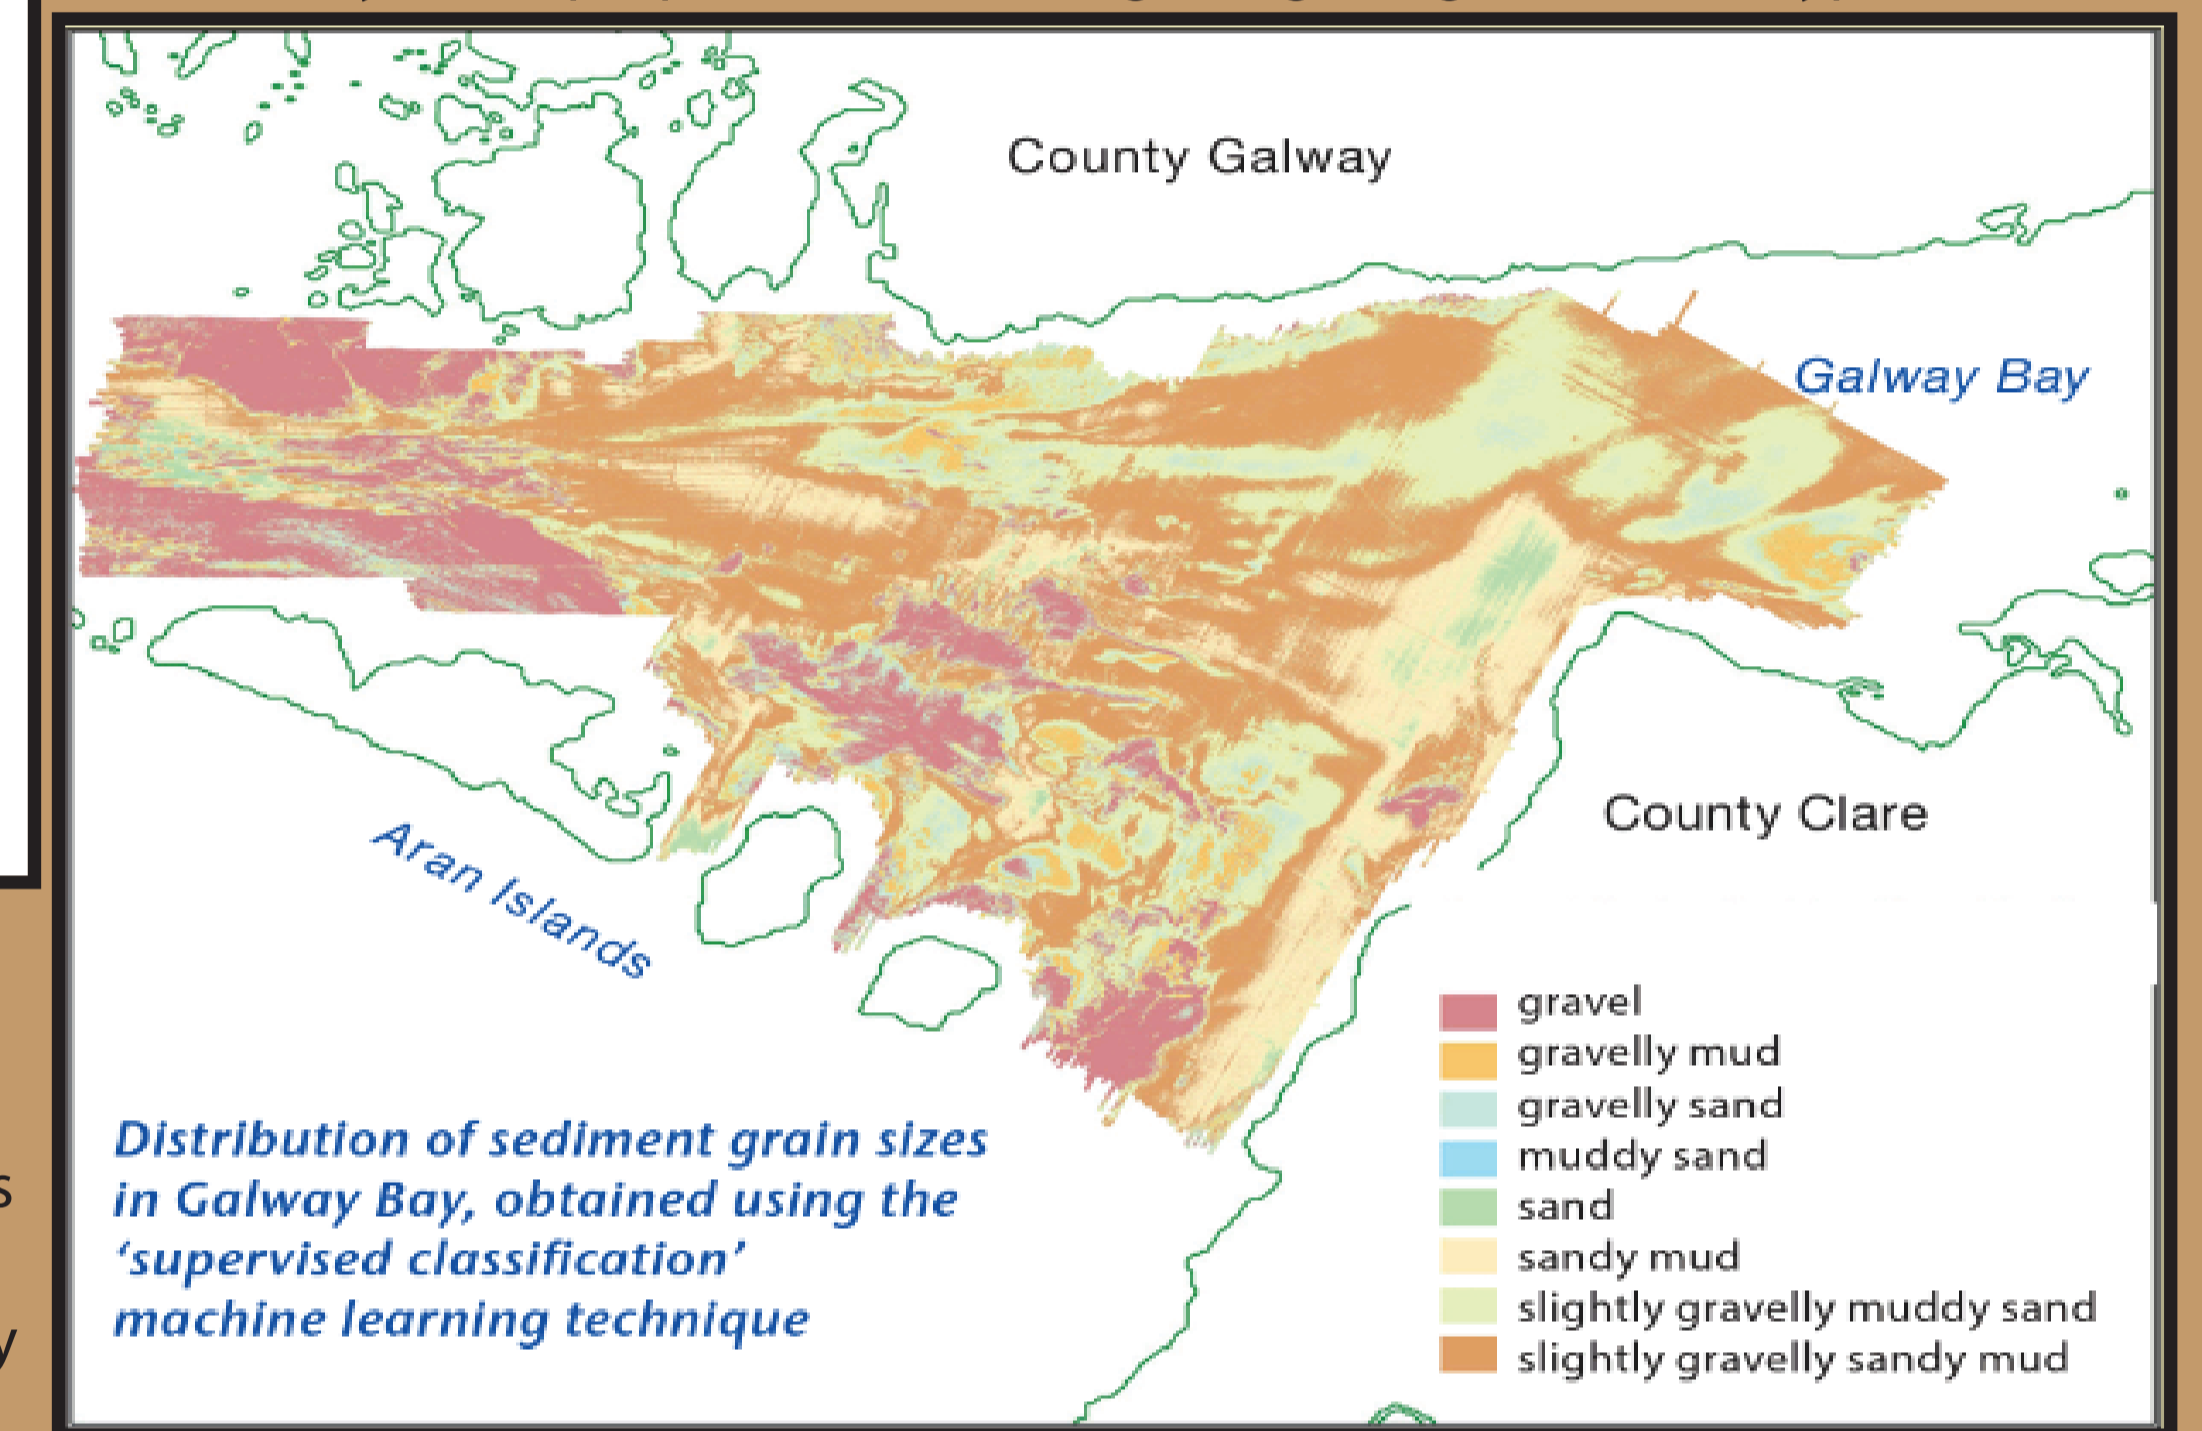 County Galway
Galway Bay
County Clare
Aran Islands
gravel
gravelly mud
gravelly sand
muddy sand
sand
sandy mud
slightly gravelly muddy sand
slightly gravelly sandy mud
Distribution of sediment grain sizes
in Galway Bay, obtained using the
‘supervised classification’
machine learning technique